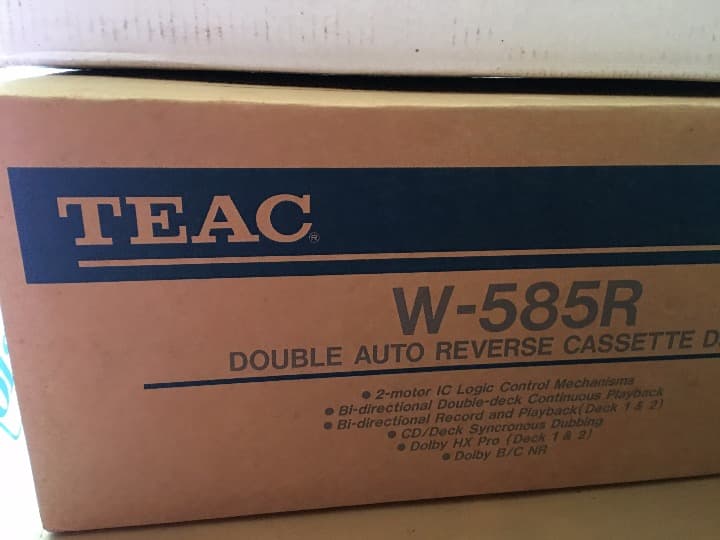 TEAC®
W-585R
DOUBLE AUTO REVERSE CASSETTE
• 2-motor IC Logic Control Mechanisms
• Bi-directional Double-deck Continuous Playback
• Bi-directional Record and Playback (Deck 1 & 2)
• CD/Deck Syncronous Dubbing
• Dolby HX Pro (Deck 1 & 2)
• Dolby B/C NR